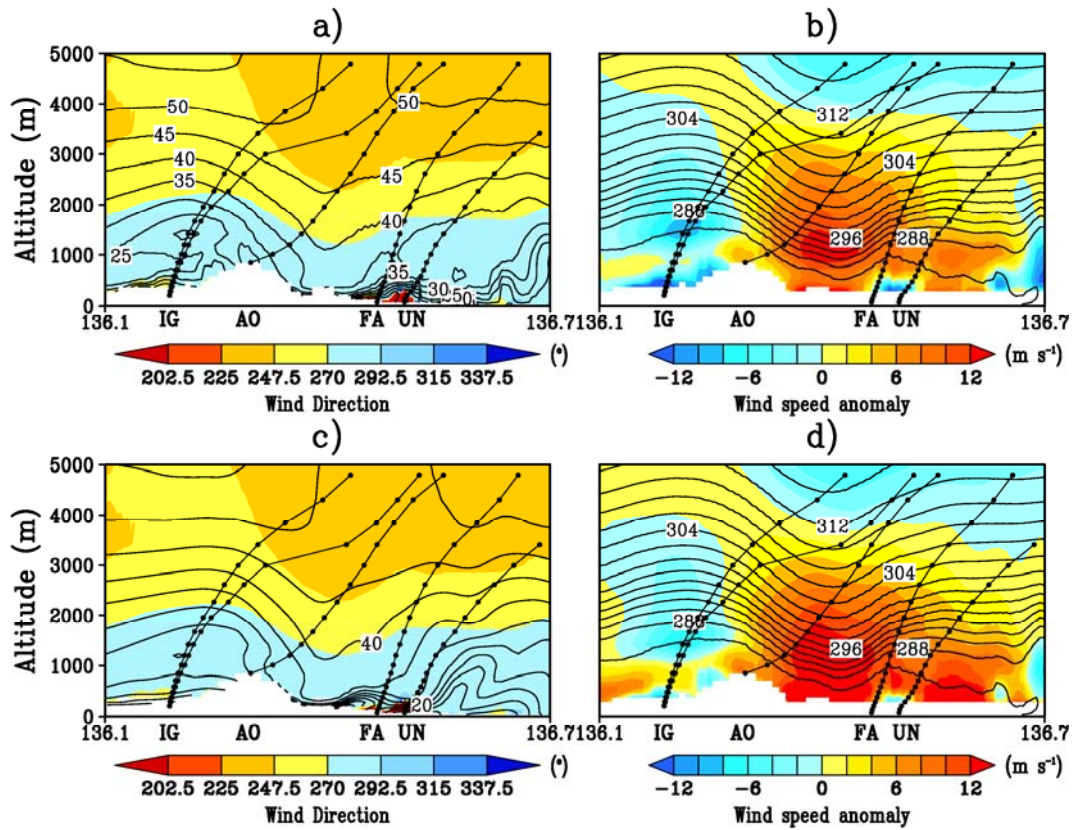 a)
b)
5000
4000
3000
2000
1000
0
Altitude (m)
50
50
45
40
35
45
40
25
35
30
312
304
304
286
296
288
136.1 IG AO FA UN 136.7
136.1 IG AO FA UN 136.7
202.5 225 247.5 270 292.5 315 337.5 (°)
Wind Direction
−12 −6 0 6 12 (m s⁻¹)
Wind speed anomaly
c)
d)
5000
4000
3000
2000
1000
0
Altitude (m)
40
20
312
304
304
296
288
136.1 IG AO FA UN 136.7
136.1 IG AO FA UN 136.7
202.5 225 247.5 270 292.5 315 337.5 (°)
Wind Direction
−12 −6 0 6 12 (m s⁻¹)
Wind speed anomaly